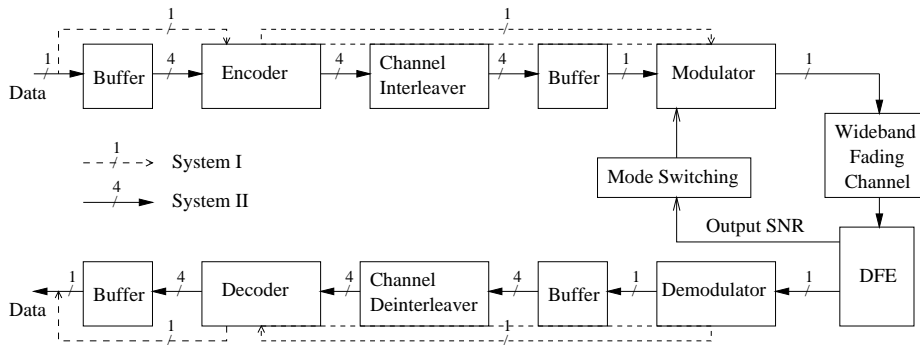 1 1
1 4 4 4 1 1
Buffer Encoder Channel Interleaver Buffer Modulator
Data
Wideband
Fading
Channel
1 System I
4 System II
Mode Switching
Output SNR
DFE
1 4 4 4 1 1
Buffer Decoder Channel Deinterleaver Buffer Demodulator
Data
1 1